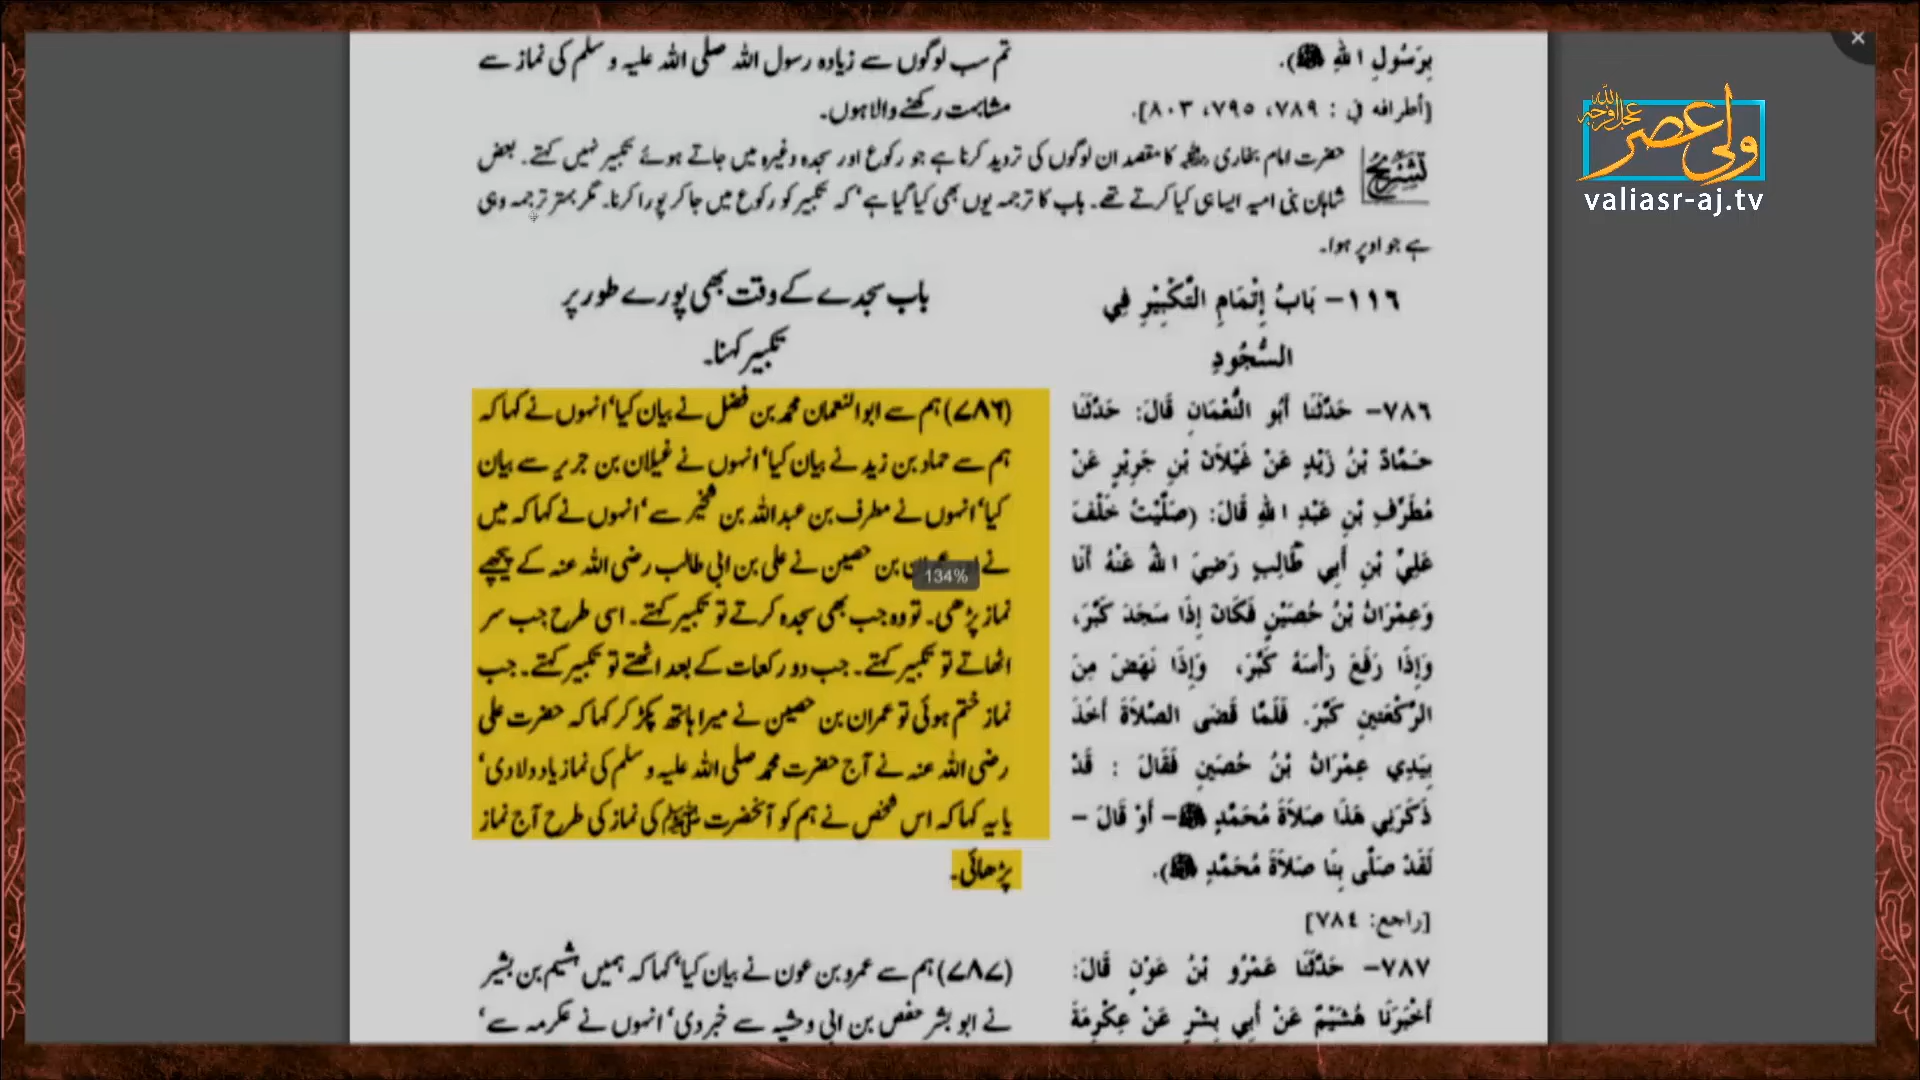 بِرَسُولِ اللهِ ﷺ).
[أطرافه في : ٧٨٩، ٧٩٥، ٨٠٣].
تم سب لوگوں سے زیادہ رسول اللہ صلی اللہ علیہ و سلم کی نماز سے
مشابہت رکھنے والا ہوں۔
تشریح
حضرت امام بخاری کا مقصد ان لوگوں کی تردید کرنا ہے جو رکوع اور سجدہ وغیرہ میں جاتے ہوئے تکبیر نہیں کہتے۔ بعض
شاہان بنی امیہ ایسا ہی کیا کرتے تھے۔ باب کا ترجمہ یوں بھی کیا گیا ہے‘ کہ تکبیر کو رکوع میں جا کر پورا کرنا۔ مگر بہتر ترجمہ وہی
ہے جو اوپر ہوا۔
١١٦- بَابُ إِتْمَامِ التَّكْبِيْرِ فِي
السُّجُودِ
باب سجدے کے وقت بھی پورے طور پر
تکبیر کہنا۔
٧٨٦- حَدَّثَنَا أَبُو النُّعْمَانِ قَالَ: حَدَّثَنَا
حَمَّادُ بْنُ زَيْدٍ عَنْ غَيْلاَنَ بْنِ جَرِيْرٍ عَنْ
مُطَرِّفِ بْنِ عَبْدِ اللهِ قَالَ: (صَلَّيْتُ خَلْفَ
عَلِيِّ بْنِ أَبِي طَالِبٍ رَضِيَ اللهُ عَنْهُ أَنَا
وَعِمْرَانُ بْنُ حُصَيْنٍ فَكَانَ إِذَا سَجَدَ كَبَّرَ،
وَإِذَا رَفَعَ رَأْسَهُ كَبَّرَ، وَإِذَا نَهَضَ مِنَ
الرَّكْعَتَيْنِ كَبَّرَ. فَلَمَّا قَضَى الصَّلاَةَ أَخَذَ
بِيَدِي عِمْرَانُ بْنُ حُصَيْنٍ فَقَالَ : قَدْ
ذَكَّرَنِي هَذَا صَلاَةَ مُحَمَّدٍ ﷺ - أَوْ قَالَ -
لَقَدْ صَلَّى بِنَا صَلاَةَ مُحَمَّدٍ ﷺ).
[راجع: ٧٨٤]
(۷۸۶) ہم سے ابوالنعمان محمد بن فضل نے بیان کیا‘ انہوں نے کہا کہ
ہم سے حماد بن زید نے بیان کیا‘ انہوں نے غیلان بن جریر سے بیان
کیا‘ انہوں نے مطرف بن عبداللہ بن شخیر سے‘ انہوں نے کہا کہ میں
نے بن حصین نے علی بن ابی طالب رضی اللہ عنہ کے پیچھے
نماز پڑھی۔ تو وہ جب بھی سجدہ کرتے تو تکبیر کہتے۔ اسی طرح جب سر
اٹھاتے تو تکبیر کہتے۔ جب دو رکعات کے بعد اٹھتے تو تکبیر کہتے۔ جب
نماز ختم ہوئی تو عمران بن حصین نے میرا ہاتھ پکڑ کر کہا کہ حضرت علی
رضی اللہ عنہ نے آج حضرت محمد صلی اللہ علیہ و سلم کی نماز یاد دلا دی‘
یا یہ کہا کہ اس شخص نے ہم کو آنحضرت ﷺ کی نماز کی طرح آج نماز
پڑھائی۔
٧٨٧- حَدَّثَنَا عَمْرُو بْنُ عَوْنٍ قَالَ:
أَخْبَرَنَا هُشَيْمٌ عَنْ أَبِي بِشْرٍ عَنْ عِكْرِمَةَ
(۷۸۷) ہم سے عمرو بن عون نے بیان کیا‘ کہا کہ ہمیں ہشیم بن بشیر
نے ابو بشر حفص بن ابی وحشیہ سے خبر دی‘ انہوں نے عکرمہ سے‘
134%
ولی عصر
عجل الله فرجه
valiasr-aj.tv